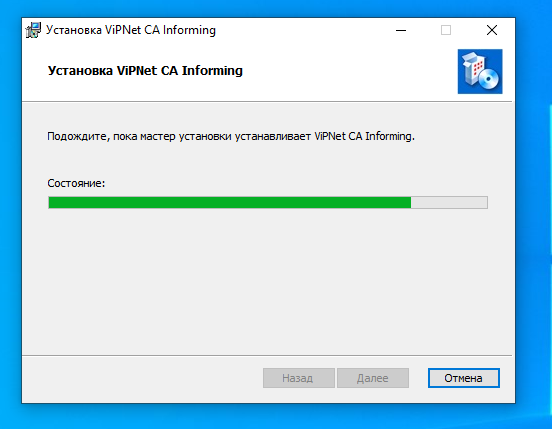 Установка ViPNet CA Informing
Установка ViPNet CA Informing
Подождите, пока мастер установки устанавливает ViPNet CA Informing.
Состояние:
Назад
Далее
Отмена